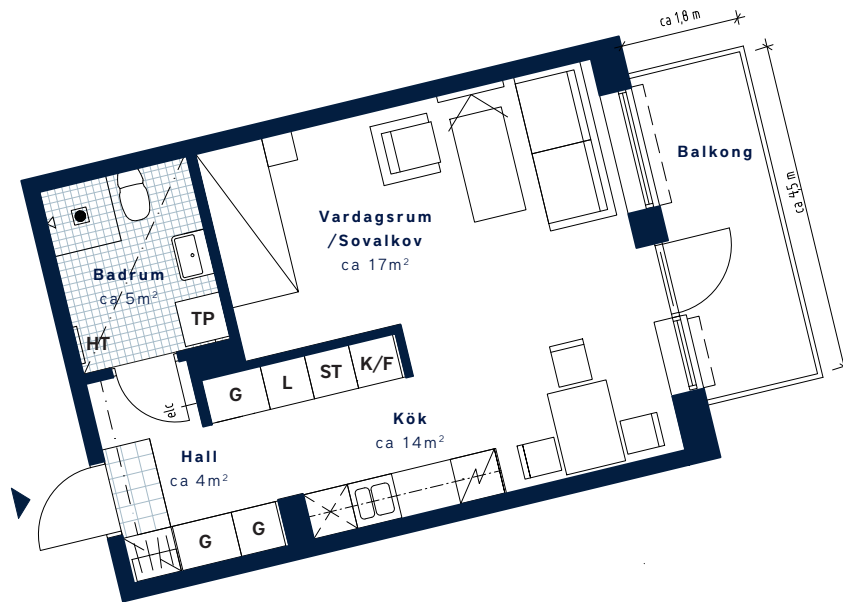 ca 1,8 m
Balkong
ca 4,5 m
Vardagsrum
/Sovalkov
ca 17m²
Badrum
ca 5m²
TP
HT
G
L
ST
K/F
elc
Kök
ca 14m²
Hall
ca 4m²
G
G